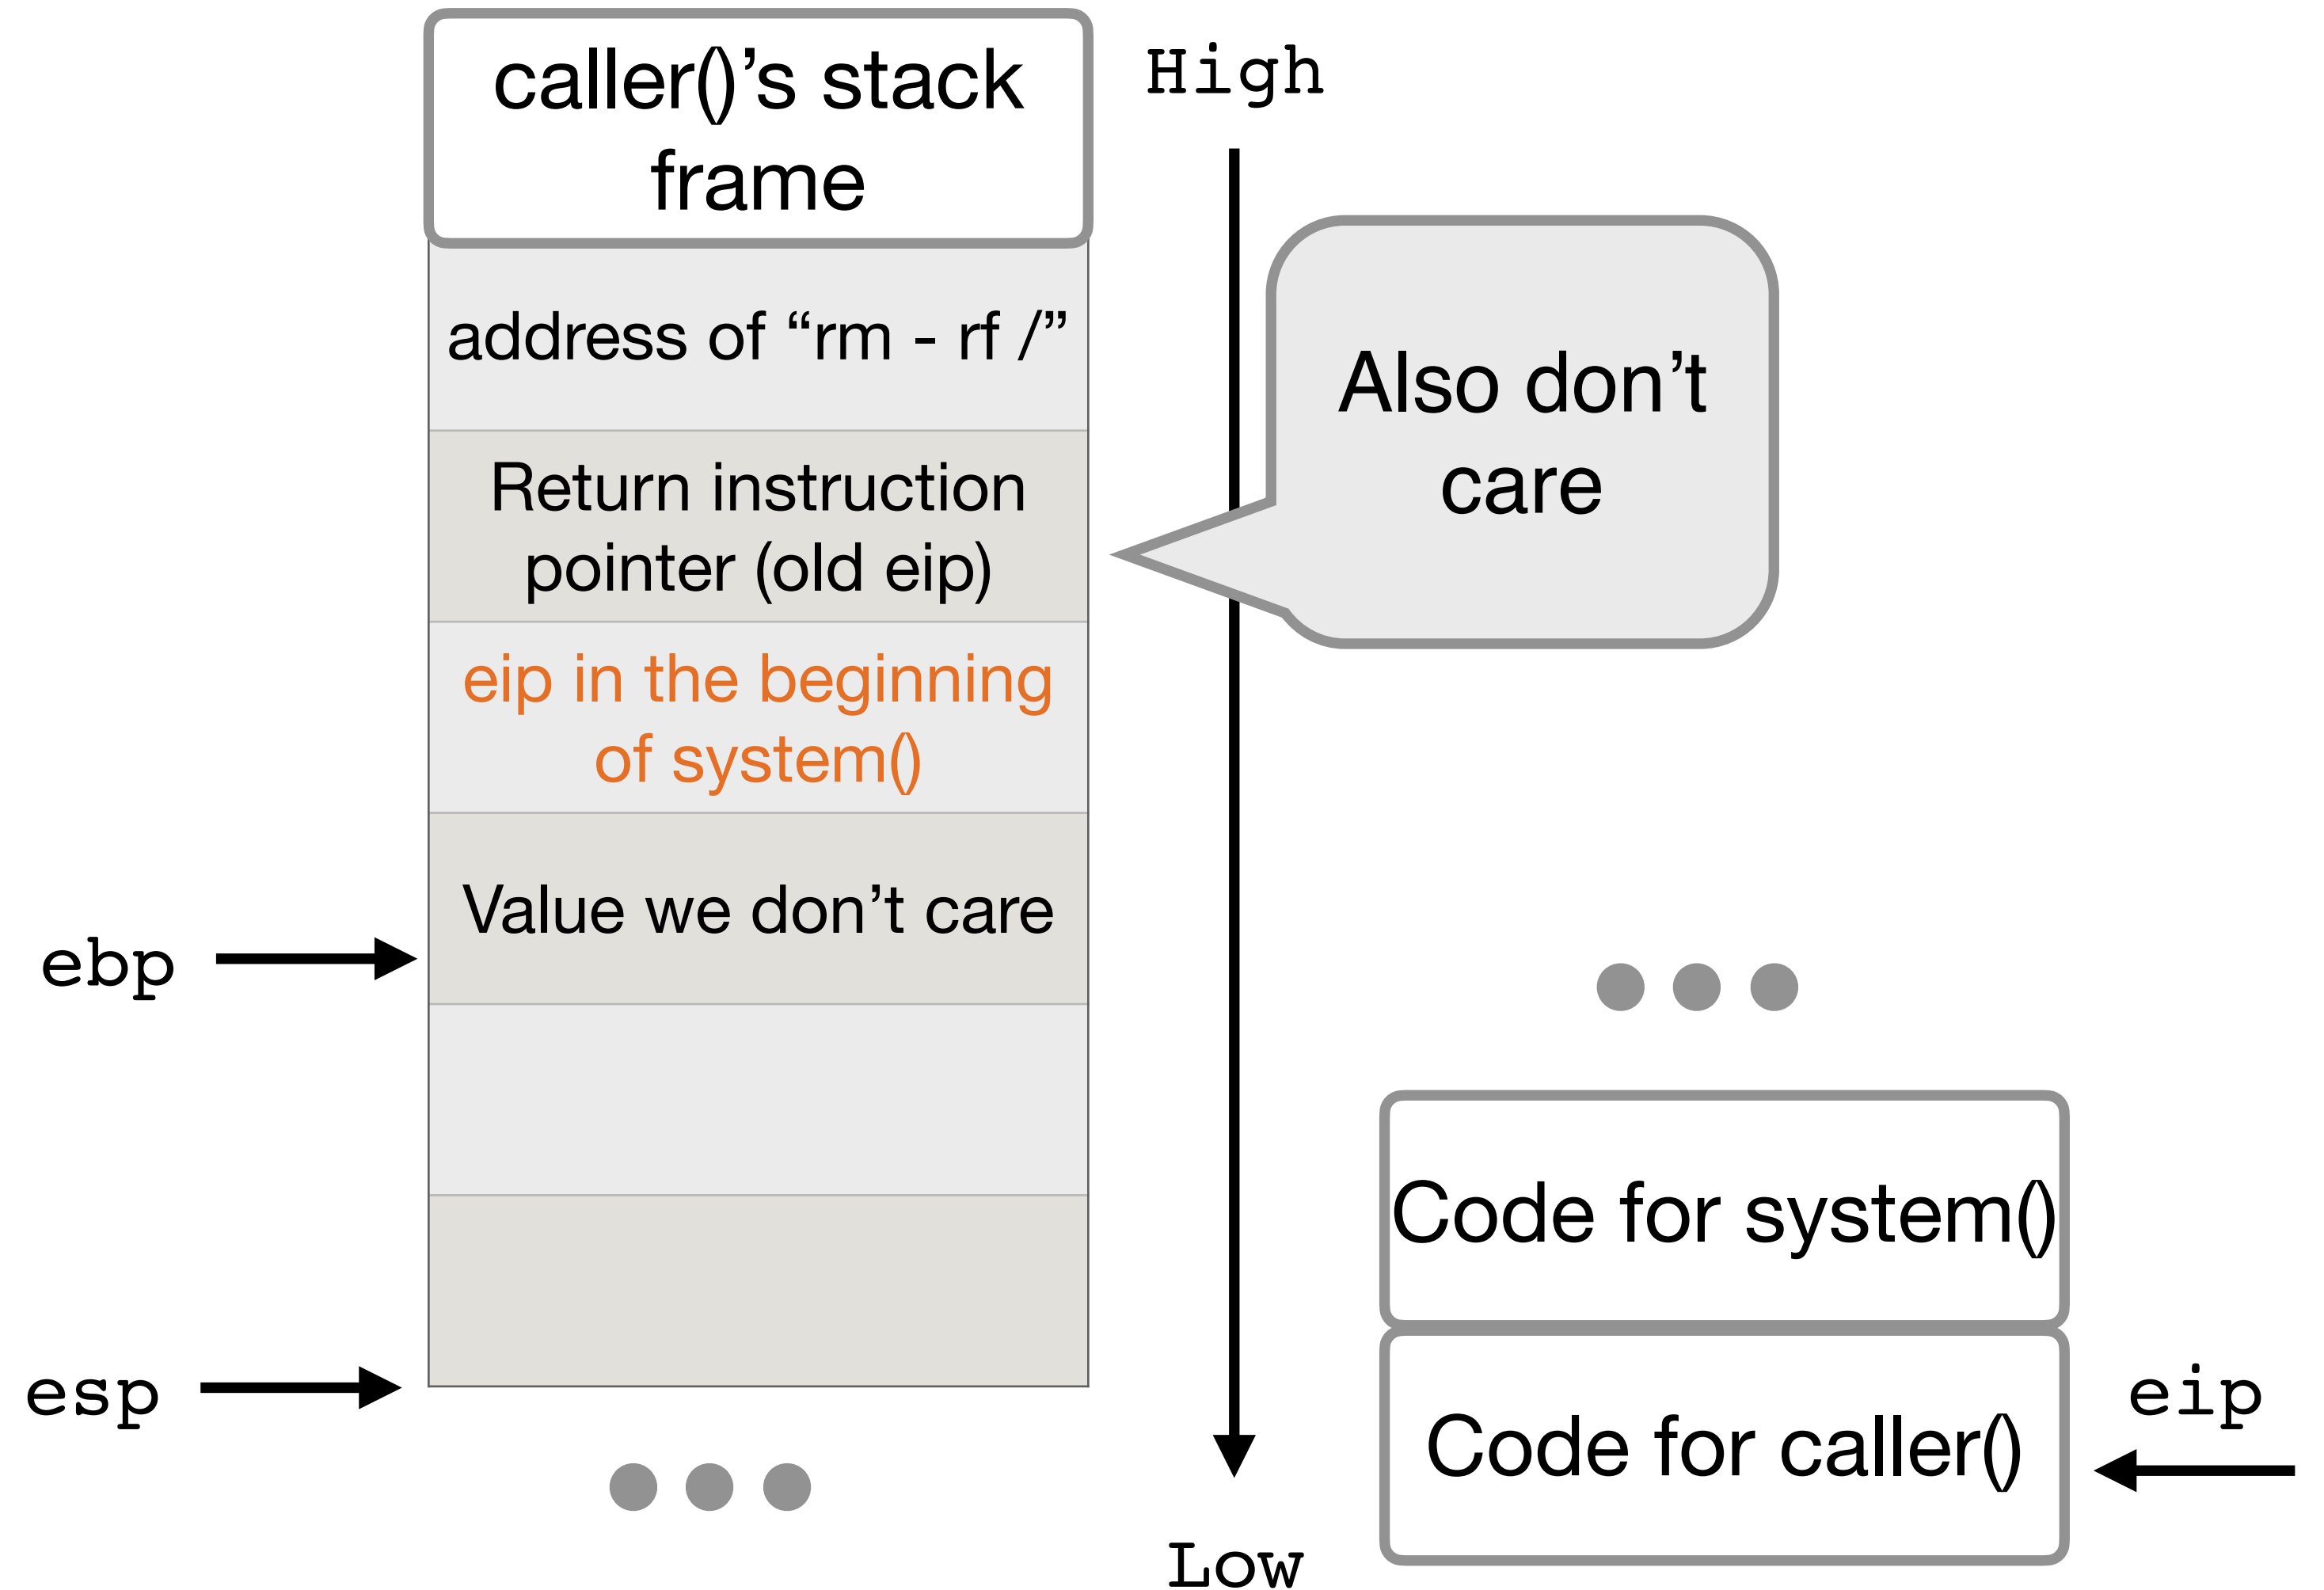 caller()’s stack
frame
High
address of “rm - rf /”
Also don’t
care
Return instruction
pointer (old eip)
eip in the beginning
of system()
Value we don’t care
ebp
Code for system()
esp
Code for caller()
eip
Low